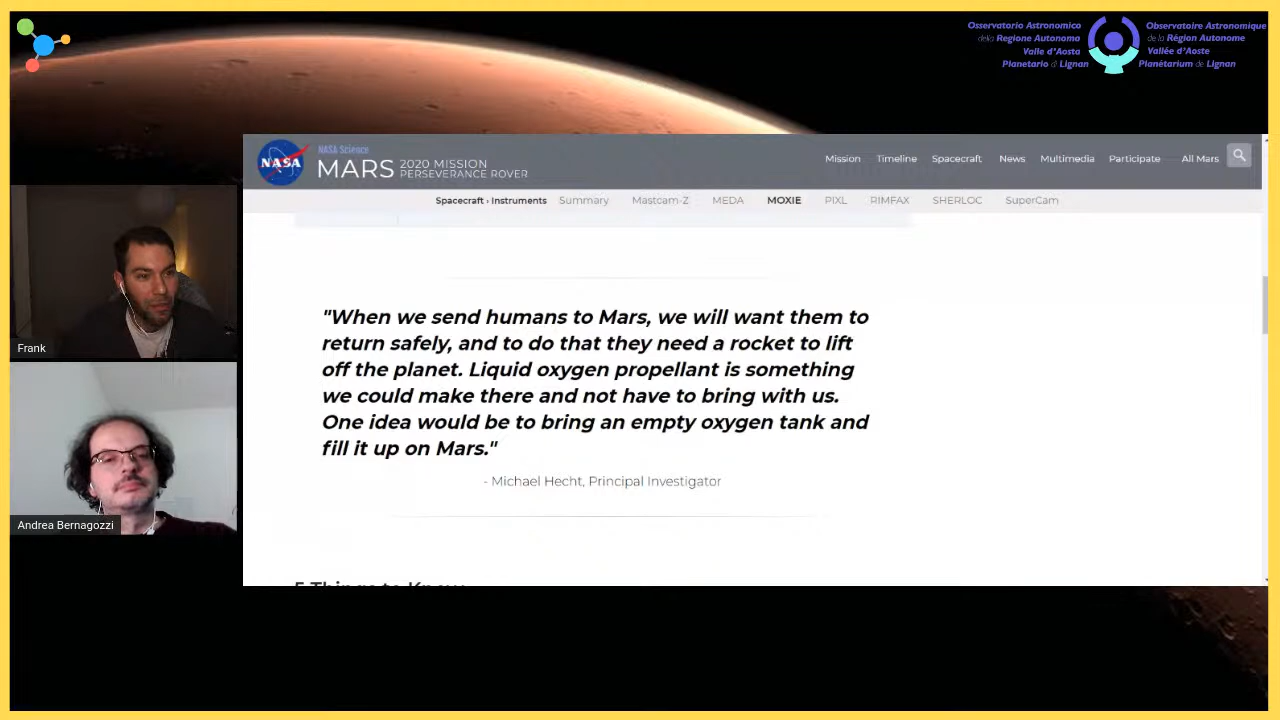 Osservatorio Astronomico
della Regione Autonoma
Valle d'Aosta
Planetario di Lignan
Observatoire Astronomique
de la Région Autonome
Vallée d'Aoste
Planétarium de Lignan
NASA
NASA Science
MARS 2020 MISSION
PERSEVERANCE ROVER
Mission Timeline Spacecraft News Multimedia Participate All Mars
Spacecraft › Instruments Summary Mastcam-Z MEDA MOXIE PIXL RIMFAX SHERLOC SuperCam
"When we send humans to Mars, we will want them to
return safely, and to do that they need a rocket to lift
off the planet. Liquid oxygen propellant is something
we could make there and not have to bring with us.
One idea would be to bring an empty oxygen tank and
fill it up on Mars."
- Michael Hecht, Principal Investigator
5 Things to Know
Frank
Andrea Bernagozzi